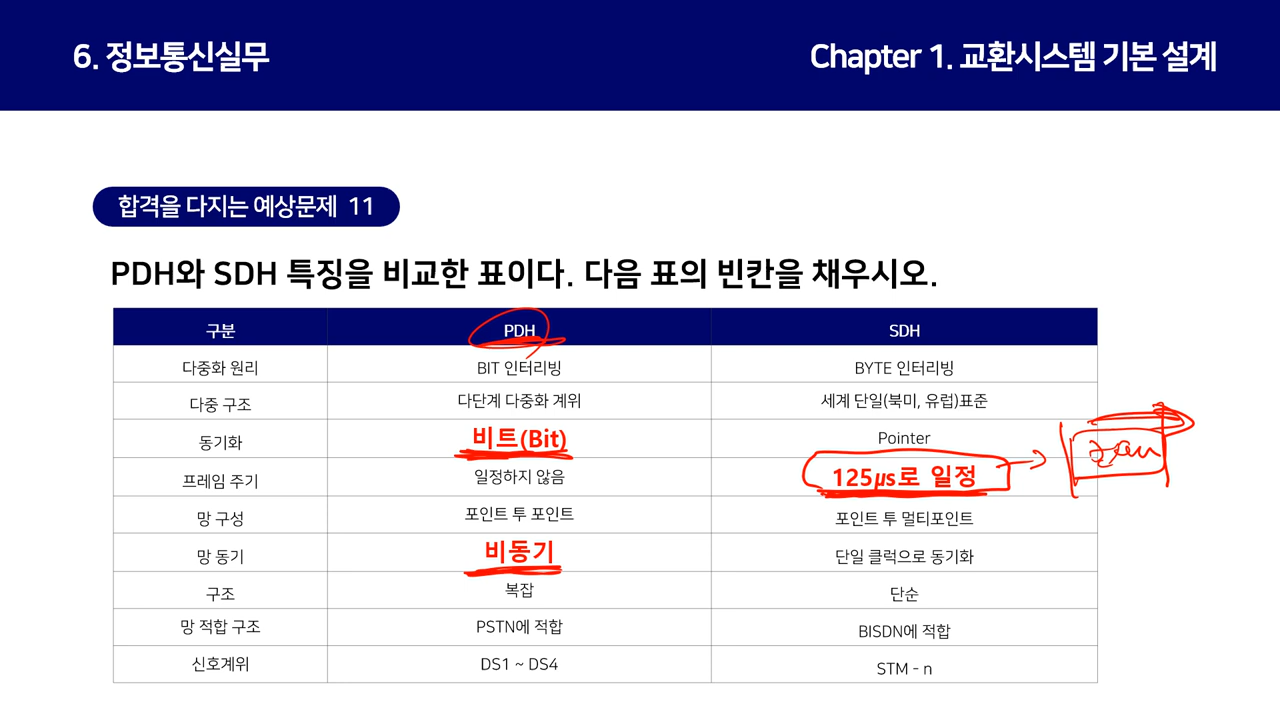 6. 정보통신실무
Chapter 1. 교환시스템 기본 설계
합격을 다지는 예상문제 11
PDH와 SDH 특징을 비교한 표이다. 다음 표의 빈칸을 채우시오.
구분 PDH SDH
다중화 원리 BIT 인터리빙 BYTE 인터리빙
다중 구조 다단계 다중화 계위 세계 단일(북미, 유럽)표준
동기화 비트(Bit) Pointer
프레임 주기 일정하지 않음 125㎲로 일정
망 구성 포인트 투 포인트 포인트 투 멀티포인트
망 동기 비동기 단일 클럭으로 동기화
구조 복잡 단순
망 적합 구조 PSTN에 적합 BISDN에 적합
신호계위 DS1 ~ DS4 STM - n